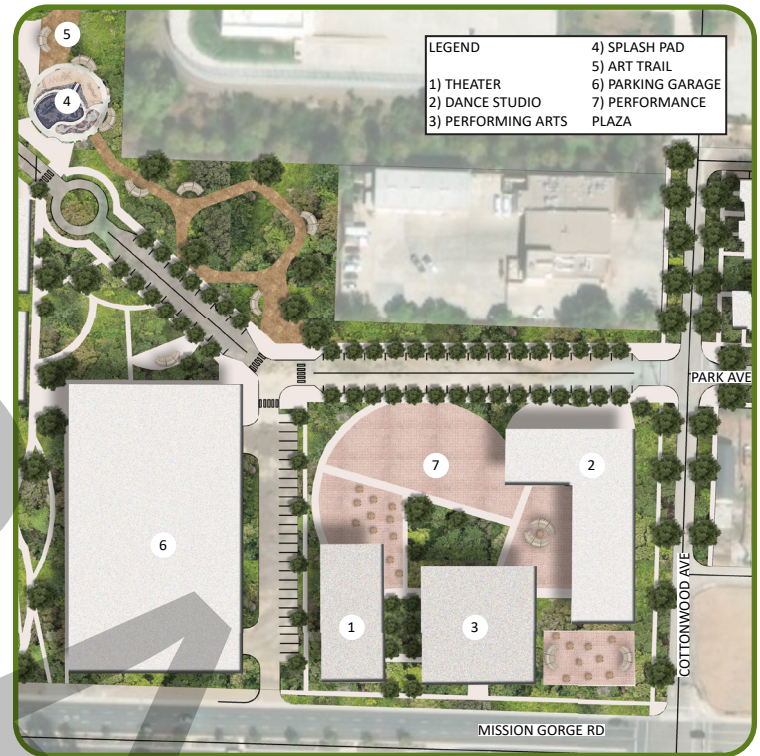 LEGEND
1) THEATER
2) DANCE STUDIO
3) PERFORMING ARTS
4) SPLASH PAD
5) ART TRAIL
6) PARKING GARAGE
7) PERFORMANCE
PLAZA
5
4
PARK AVE
7
2
6
1
3
COTTONWOOD AVE
MISSION GORGE RD